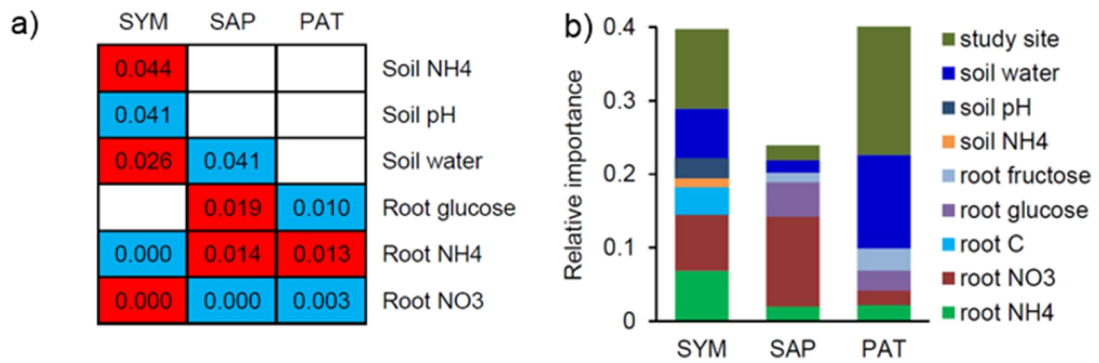 a)
SYM SAP PAT
0.044 Soil NH4
0.041 Soil pH
0.026 0.041 Soil water
0.019 0.010 Root glucose
0.000 0.014 0.013 Root NH4
0.000 0.000 0.003 Root NO3
b)
Relative importance
0.4
0.3
0.2
0.1
0
SYM SAP PAT
study site
soil water
soil pH
soil NH4
root fructose
root glucose
root C
root NO3
root NH4